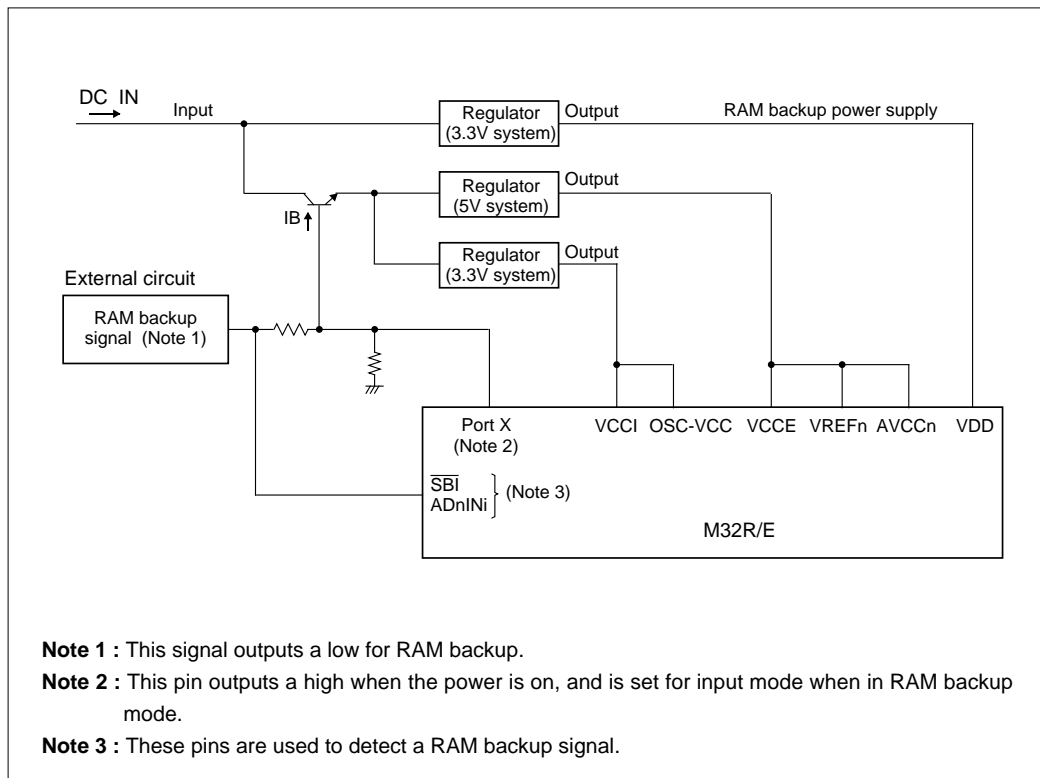 DC IN
Input
Regulator
(3.3V system)
Output
RAM backup power supply
Regulator
(5V system)
Output
IB
Regulator
(3.3V system)
Output
External circuit
RAM backup
signal (Note 1)
Port X
(Note 2)
VCCI OSC-VCC VCCE VREFn AVCCn VDD
SBI
ADnINi
(Note 3)
M32R/E
Note 1 : This signal outputs a low for RAM backup.
Note 2 : This pin outputs a high when the power is on, and is set for input mode when in RAM backup
mode.
Note 3 : These pins are used to detect a RAM backup signal.